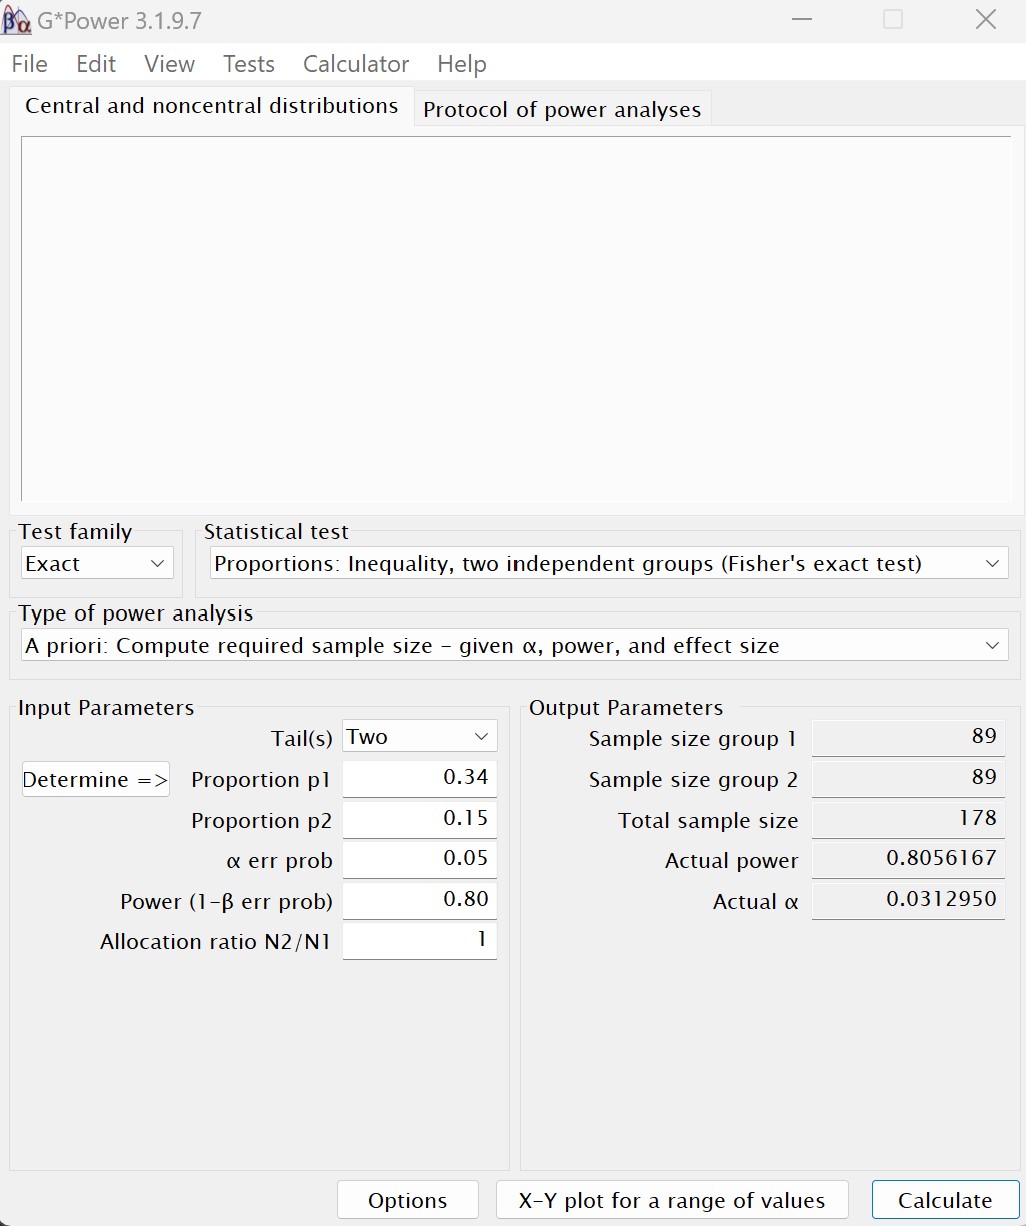 G*Power 3.1.9.7
File Edit View Tests Calculator Help
Central and noncentral distributions Protocol of power analyses
Test family Statistical test
Exact Proportions: Inequality, two independent groups (Fisher's exact test)
Type of power analysis
A priori: Compute required sample size - given α, power, and effect size
Input Parameters
Tail(s) Two
Determine => Proportion p1 0.34
Proportion p2 0.15
α err prob 0.05
Power (1-β err prob) 0.80
Allocation ratio N2/N1 1
Output Parameters
Sample size group 1 89
Sample size group 2 89
Total sample size 178
Actual power 0.8056167
Actual α 0.0312950
Options X-Y plot for a range of values Calculate